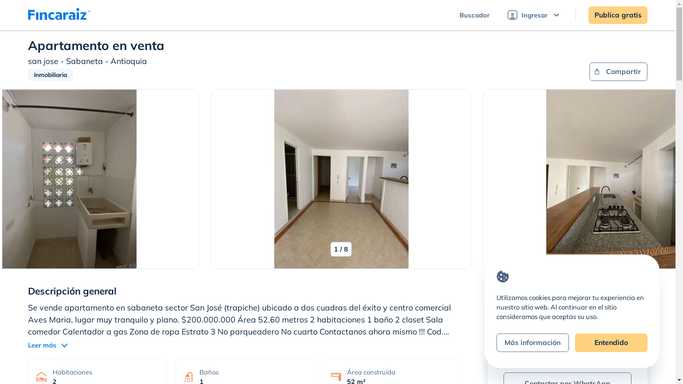 Fincaraiz
Buscador
Ingresar
Publica gratis
Apartamento en venta
san jose - Sabaneta - Antioquia
Inmobiliaria
Compartir
1 / 8
Descripción general
Se vende apartamento en sabaneta sector San José (trapiche) ubicado a dos cuadras del éxito y centro comercial
Aves Maria, lugar muy tranquilo y plano. $200.000.000 Área 52.60 metros 2 habitaciones 1 baño 2 closet Sala
comedor Calentador a gas Zona de ropa Estrato 3 No parqueadero No cuarto Contactanos ahora mismo !!! Cod....
Leer más
Habitaciones
2
Baños
1
Área construida
52 m²
Utilizamos cookies para mejorar tu experiencia en
nuestro sitio web. Al continuar en el sitio
consideramos que aceptas su uso.
Más información
Entendido
Contactar por WhatsApp